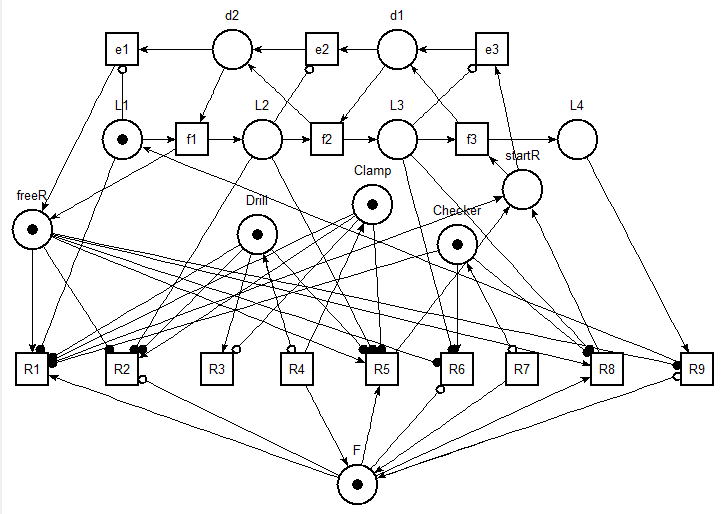 d2 d1
e1 e2 e3
L1 L2 L3 L4
f1 f2 f3
startR
Clamp
freeR Drill
Checker
R1 R2 R3 R4 R5 R6 R7 R8 R9
F